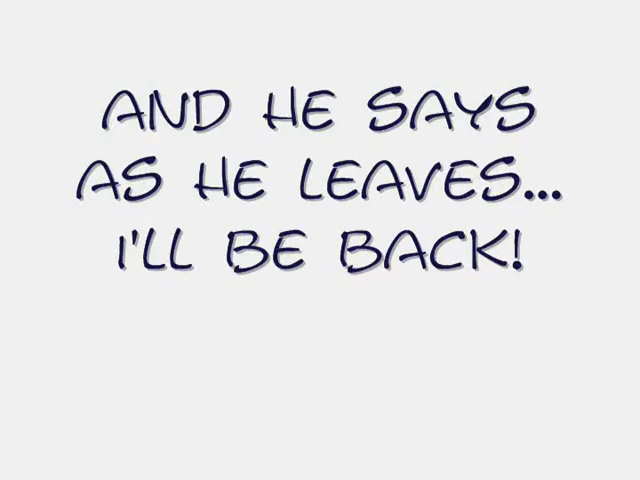 AND HE SAYS
AS HE LEAVES...
I'LL BE BACK!